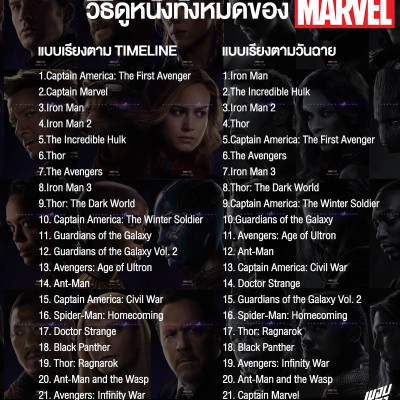 วิธีดูหนังทั้งหมดของ MARVEL
แบบเรียงตาม TIMELINE
1.Captain America: The First Avenger
2.Captain Marvel
3.Iron Man
4.Iron Man 2
5.The Incredible Hulk
6.Thor
7.The Avengers
8.Iron Man 3
9.Thor: The Dark World
10. Captain America: The Winter Soldier
11. Guardians of the Galaxy
12. Guardians of the Galaxy Vol. 2
13. Avengers: Age of Ultron
14. Ant-Man
15. Captain America: Civil War
16. Spider-Man: Homecoming
17. Doctor Strange
18. Black Panther
19. Thor: Ragnarok
20. Ant-Man and the Wasp
21. Avengers: Infinity War
แบบเรียงตามวันฉาย
1.Iron Man
2.The Incredible Hulk
3.Iron Man 2
4.Thor
5.Captain America: The First Avenger
6.The Avengers
7.Iron Man 3
8.Thor: The Dark World
9.Captain America: The Winter Soldier
10.Guardians of the Galaxy
11. Avengers: Age of Ultron
12. Ant-Man
13. Captain America: Civil War
14. Doctor Strange
15. Guardians of the Galaxy Vol. 2
16. Spider-Man: Homecoming
17. Thor: Ragnarok
18. Black Panther
19. Avengers: Infinity War
20. Ant-Man and the Wasp
21. Captain Marvel